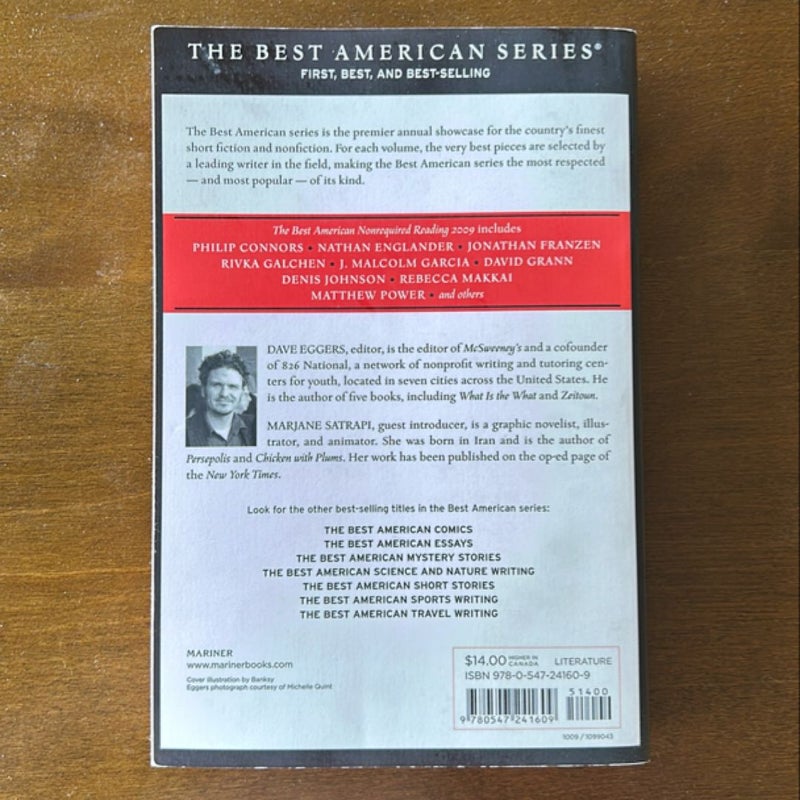 THE BEST AMERICAN SERIES®
FIRST, BEST, AND BEST-SELLING
The Best American series is the premier annual showcase for the country's finest
short fiction and nonfiction. For each volume, the very best pieces are selected by
a leading writer in the field, making the Best American series the most respected
— and most popular — of its kind.
The Best American Nonrequired Reading 2009 includes
PHILIP CONNORS • NATHAN ENGLANDER • JONATHAN FRANZEN
RIVKA GALCHEN • J. MALCOLM GARCIA • DAVID GRANN
DENIS JOHNSON • REBECCA MAKKAI
MATTHEW POWER • and others
DAVE EGGERS, editor, is the editor of McSweeney's and a cofounder
of 826 National, a network of nonprofit writing and tutoring cen-
ters for youth, located in seven cities across the United States. He
is the author of five books, including What Is the What and Zeitoun.
MARJANE SATRAPI, guest introducer, is a graphic novelist, illus-
trator, and animator. She was born in Iran and is the author of
Persepolis and Chicken with Plums. Her work has been published on the op-ed page of
the New York Times.
Look for the other best-selling titles in the Best American series:
THE BEST AMERICAN COMICS
THE BEST AMERICAN ESSAYS
THE BEST AMERICAN MYSTERY STORIES
THE BEST AMERICAN SCIENCE AND NATURE WRITING
THE BEST AMERICAN SHORT STORIES
THE BEST AMERICAN SPORTS WRITING
THE BEST AMERICAN TRAVEL WRITING
MARINER
www.marinerbooks.com
Cover illustration by Banksy
Eggers photograph courtesy of Michelle Quint
$14.00 HIGHER IN CANADA LITERATURE
ISBN 978-0-547-24160-9
51400
9 780547 241609
1009 / 1099043